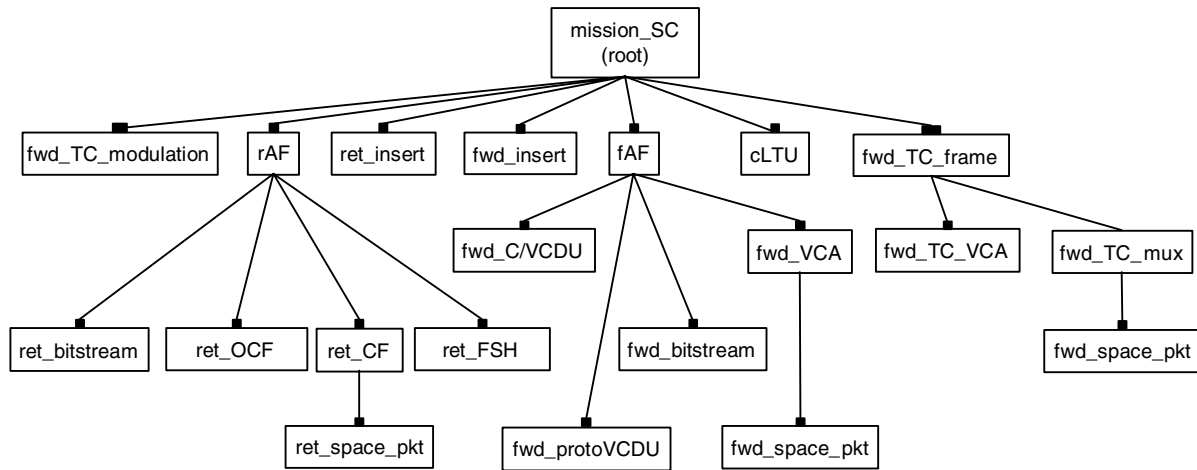 mission_SC
(root)
fwd_TC_modulation
rAF
ret_insert
fwd_insert
fAF
cLTU
fwd_TC_frame
fwd_C/VCDU
fwd_VCA
fwd_TC_VCA
fwd_TC_mux
ret_bitstream
ret_OCF
ret_CF
ret_FSH
fwd_bitstream
fwd_space_pkt
ret_space_pkt
fwd_protoVCDU
fwd_space_pkt